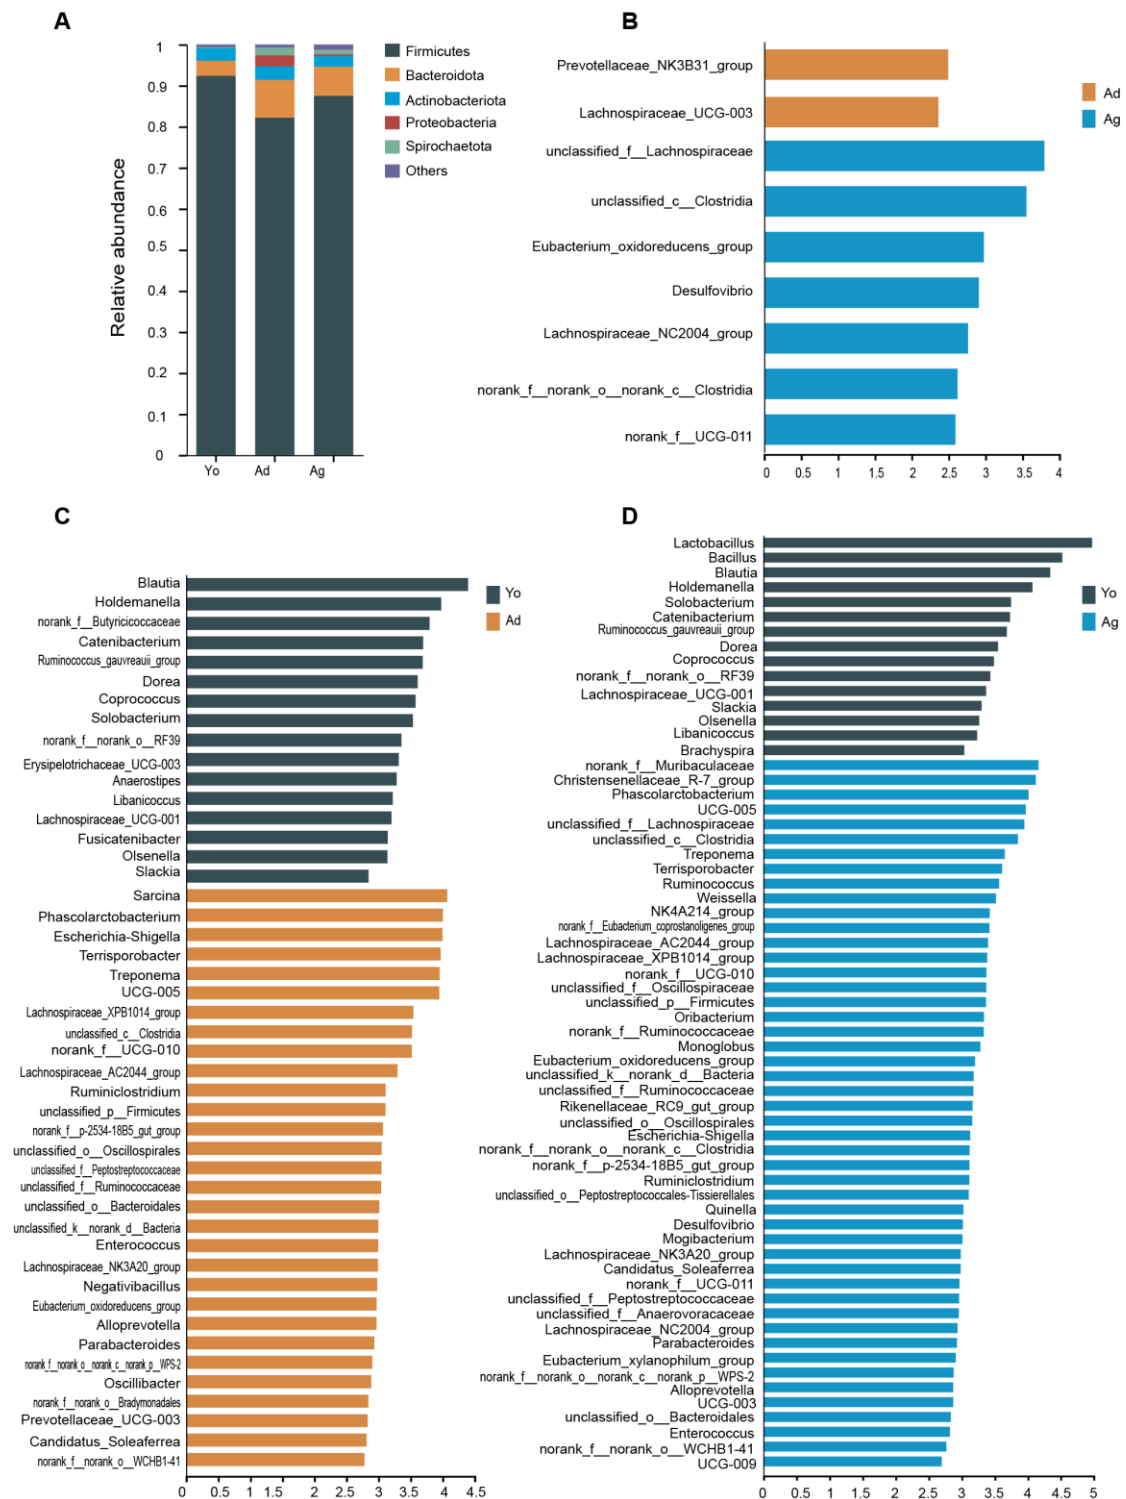 A
1
0.9
0.8
0.7
0.6
0.5
0.4
0.3
0.2
0.1
0
Relative abundance
Yo
Ad
Ag
Firmicutes
Bacteroidota
Actinobacteriota
Proteobacteria
Spirochaetota
Others
B
Prevotellaceae_NK3B31_group
Lachnospiraceae_UCG-003
unclassified_f__Lachnospiraceae
unclassified_c__Clostridia
Eubacterium_oxidoreducens_group
Desulfovibrio
Lachnospiraceae_NC2004_group
norank_f__norank_o__norank_c__Clostridia
norank_f__UCG-011
0 0.5 1 1.5 2 2.5 3 3.5 4
Ad
Ag
C
Blautia
Holdemanella
norank_f__Butyricicoccaceae
Catenibacterium
Ruminococcus_gauvreauii_group
Dorea
Coprococcus
Solobacterium
norank_f__norank_o__RF39
Erysipelotrichaceae_UCG-003
Anaerostipes
Libanicoccus
Lachnospiraceae_UCG-001
Fusicatenibacter
Olsenella
Slackia
Sarcina
Phascolarctobacterium
Escherichia-Shigella
Terrisporobacter
Treponema
UCG-005
Lachnospiraceae_XPB1014_group
unclassified_c__Clostridia
norank_f__UCG-010
Lachnospiraceae_AC2044_group
Ruminiclostridium
unclassified_p__Firmicutes
norank_f__p-2534-18B5_gut_group
unclassified_o__Oscillospirales
unclassified_f__Peptostreptococcaceae
unclassified_f__Ruminococcaceae
unclassified_o__Bacteroidales
unclassified_k__norank_d__Bacteria
Enterococcus
Lachnospiraceae_NK3A20_group
Negativibacillus
Eubacterium_oxidoreducens_group
Alloprevotella
Parabacteroides
norank_f__norank_o__norank_c__norank_p__WPS-2
Oscillibacter
norank_f__norank_o__Bradymonadales
Prevotellaceae_UCG-003
Candidatus_Soleaferrea
norank_f__norank_o__WCHB1-41
0 0.5 1 1.5 2 2.5 3 3.5 4 4.5
Yo
Ad
D
Lactobacillus
Bacillus
Blautia
Holdemanella
Solobacterium
Catenibacterium
Ruminococcus_gauvreauii_group
Dorea
Coprococcus
norank_f__norank_o__RF39
Lachnospiraceae_UCG-001
Slackia
Olsenella
Libanicoccus
Brachyspira
norank_f__Muribaculaceae
Christensenellaceae_R-7_group
Phascolarctobacterium
UCG-005
unclassified_f__Lachnospiraceae
unclassified_c__Clostridia
Treponema
Terrisporobacter
Ruminococcus
Weissella
NK4A214_group
norank_f__Eubacterium_coprostanoligenes_group
Lachnospiraceae_AC2044_group
Lachnospiraceae_XPB1014_group
norank_f__UCG-010
unclassified_f__Oscillospiraceae
unclassified_p__Firmicutes
Oribacterium
norank_f__Ruminococcaceae
Monoglobus
Eubacterium_oxidoreducens_group
unclassified_k__norank_d__Bacteria
unclassified_f__Ruminococcaceae
Rikenellaceae_RC9_gut_group
unclassified_o__Oscillospirales
Escherichia-Shigella
norank_f__norank_o__norank_c__Clostridia
norank_f__p-2534-18B5_gut_group
Ruminiclostridium
unclassified_o__Peptostreptococcales-Tissierellales
Quinella
Desulfovibrio
Mogibacterium
Lachnospiraceae_NK3A20_group
Candidatus_Soleaferrea
norank_f__UCG-011
unclassified_f__Peptostreptococcaceae
unclassified_f__Anaerovoracaceae
Lachnospiraceae_NC2004_group
Parabacteroides
Eubacterium_xylanophilum_group
norank_f__norank_o__norank_c__norank_p__WPS-2
Alloprevotella
UCG-003
unclassified_o__Bacteroidales
Enterococcus
norank_f__norank_o__WCHB1-41
UCG-009
0 0.5 1 1.5 2 2.5 3 3.5 4 4.5 5
Yo
Ag